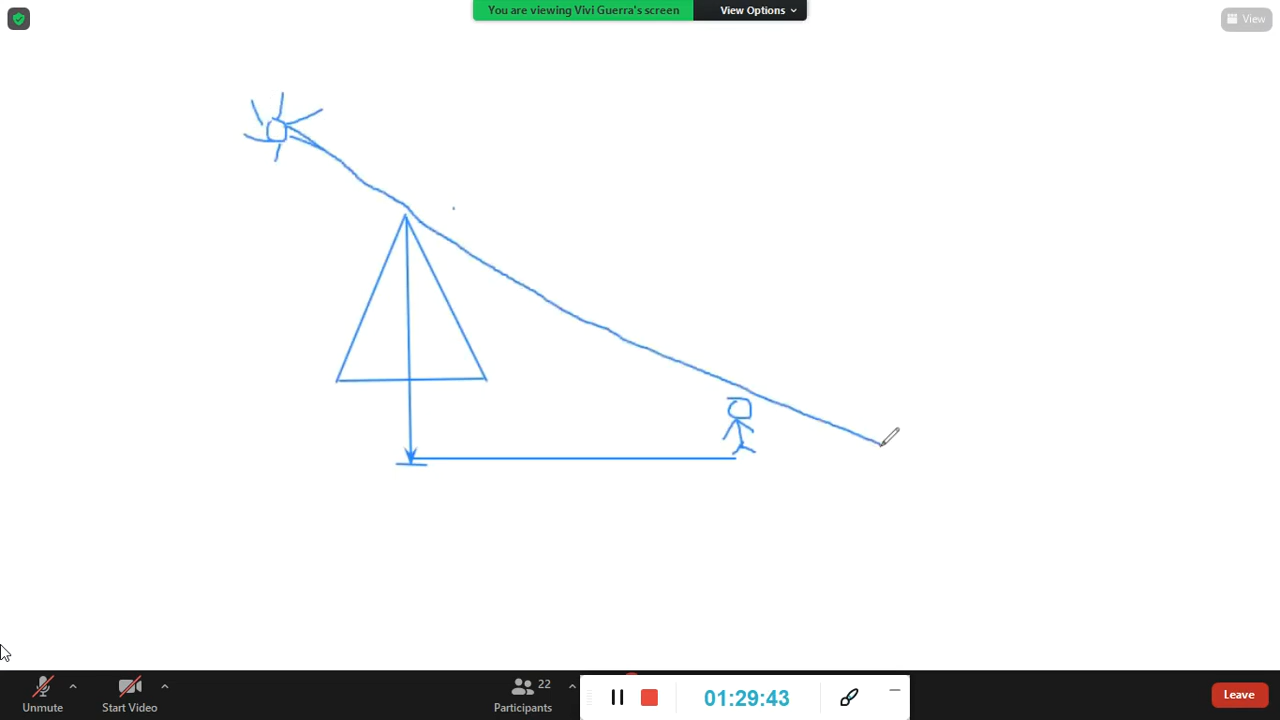 You are viewing Vivi Guerra's screen
View Options
View
Unmute
Start Video
22
Participants
01:29:43
Leave